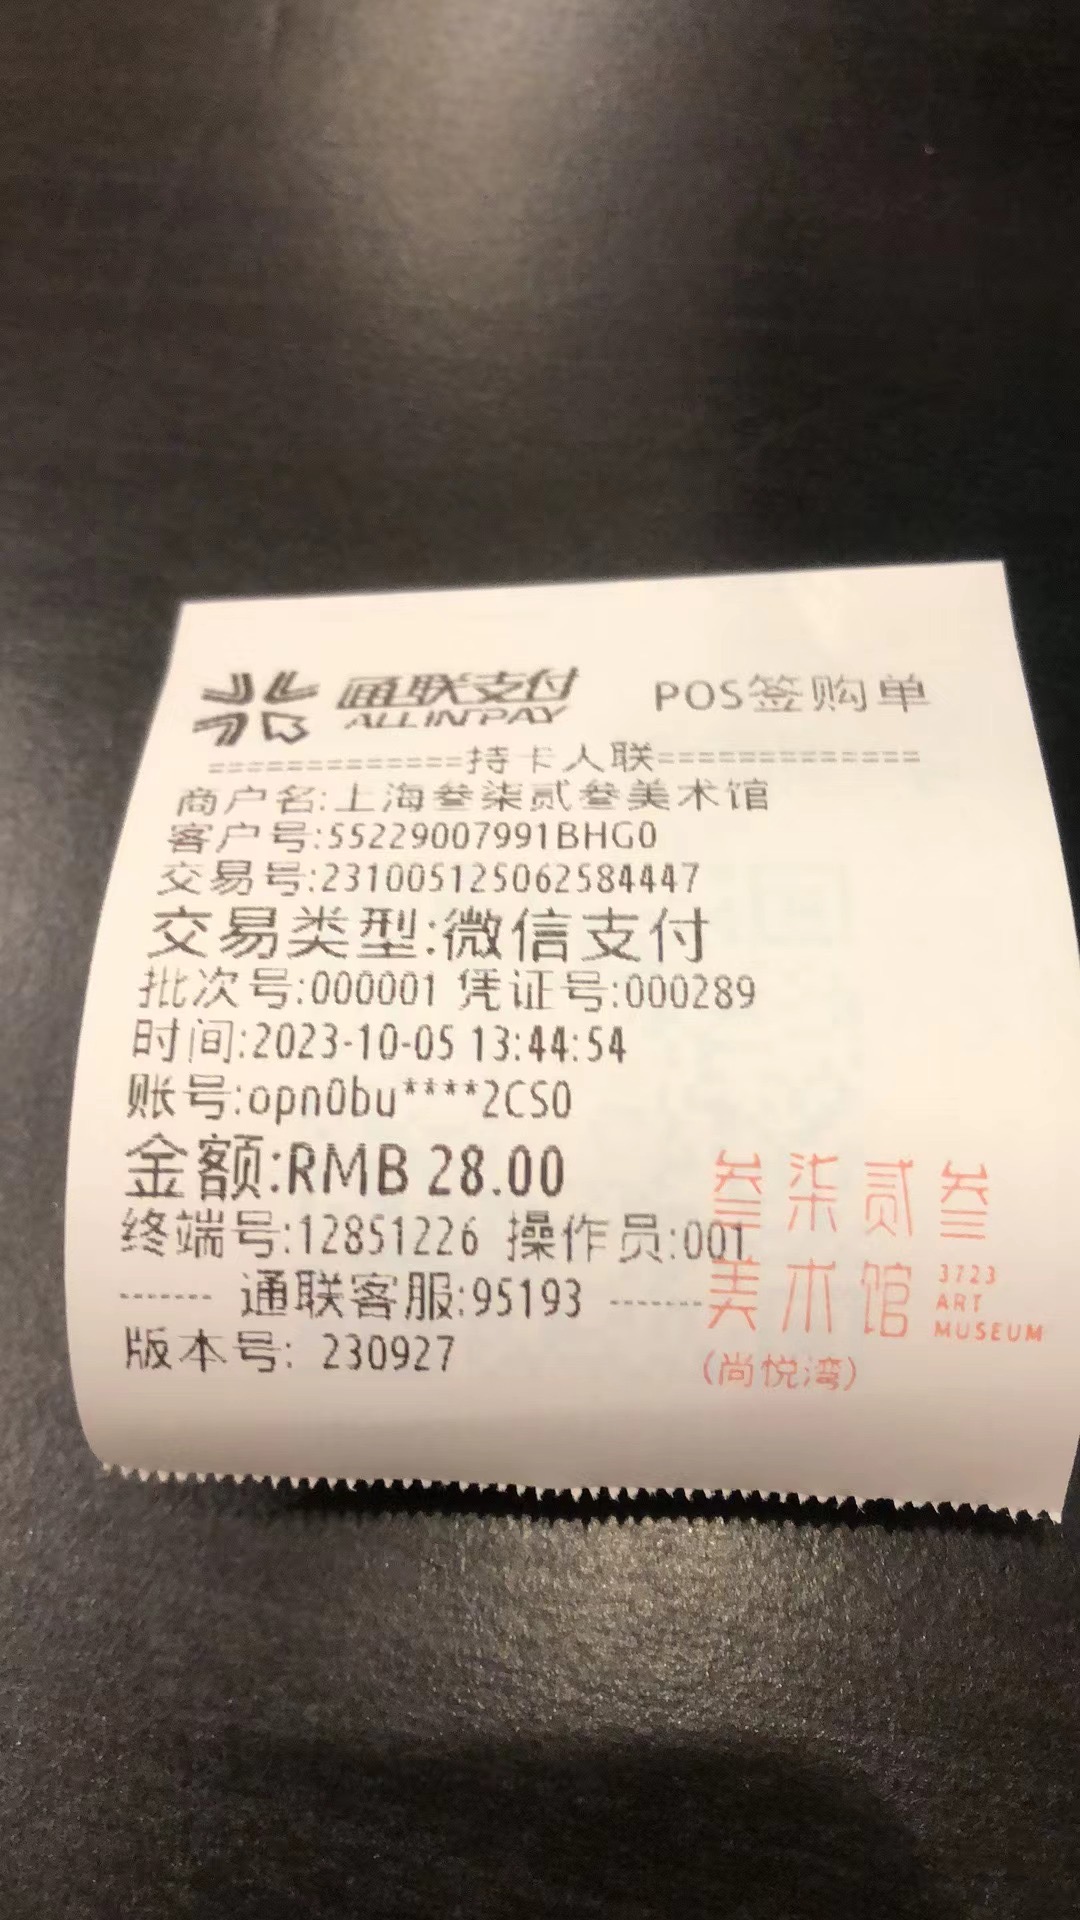 通联支付 POS签购单
ALLINPAY
=============持卡人联=============
商户名:上海叁柒贰叁美术馆
客户号:55229007991BHG0
交易号:231005125062584447
交易类型:微信支付
批次号:000001 凭证号:000289
时间:2023-10-05 13:44:54
账号:opn0bu****2CS0
金额:RMB 28.00
终端号:12851226 操作员:001
------- 通联客服:95193 -------
版本号: 230927
叁柒贰叁
美术馆
3723
ART
MUSEUM
(尚悦湾)